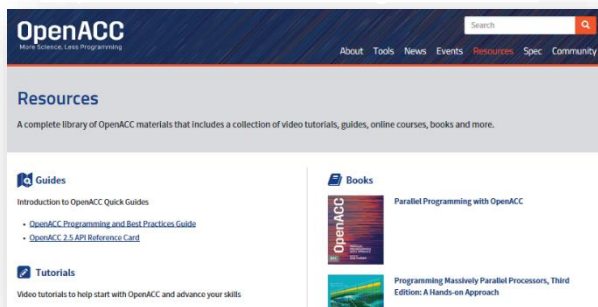 OpenACC
More Science, Less Programming
Search
About Tools News Events Resources Spec Community
Resources
A complete library of OpenACC materials that includes a collection of video tutorials, guides, online courses, books and more.
Guides
Introduction to OpenACC Quick Guides
• OpenACC Programming and Best Practices Guide
• OpenACC 2.5 API Reference Card
Tutorials
Video tutorials to help start with OpenACC and advance your skills
Books
OpenACC
Parallel Programming with OpenACC
Programming Massively Parallel Processors, Third
Edition: A Hands-on Approach